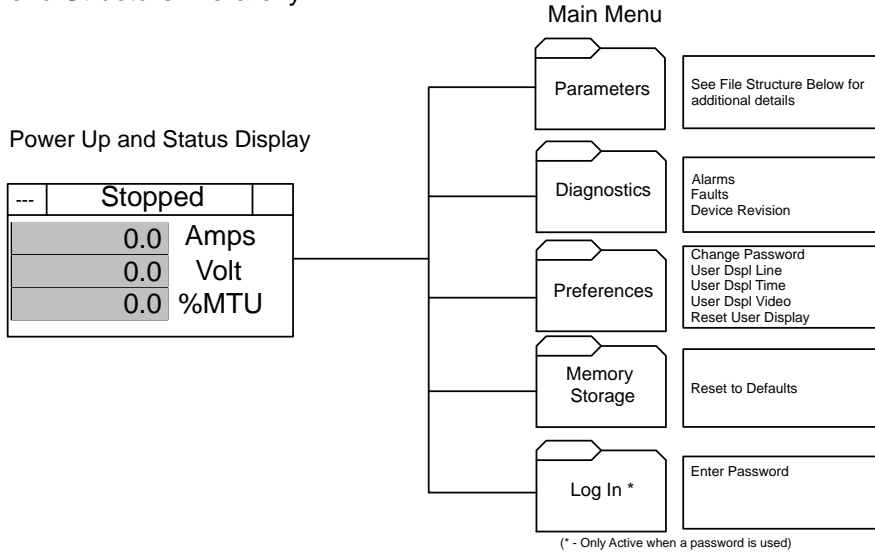 Main Menu
Parameters
See File Structure Below for
additional details
Power Up and Status Display
--- Stopped
0.0 Amps
0.0 Volt
0.0 %MTU
Diagnostics
Alarms
Faults
Device Revision
Preferences
Change Password
User Dspl Line
User Dspl Time
User Dspl Video
Reset User Display
Memory
Storage
Reset to Defaults
Log In *
Enter Password
(* - Only Active when a password is used)